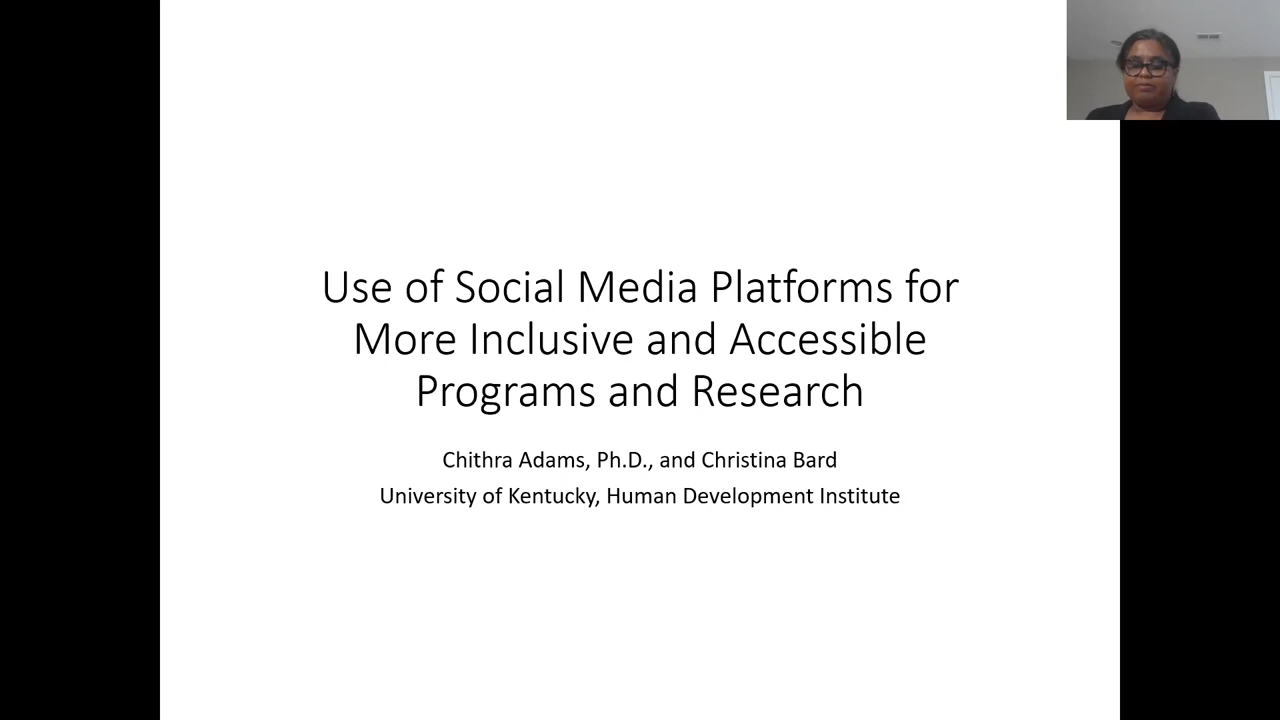 Use of Social Media Platforms for
More Inclusive and Accessible
Programs and Research
Chithra Adams, Ph.D., and Christina Bard
University of Kentucky, Human Development Institute